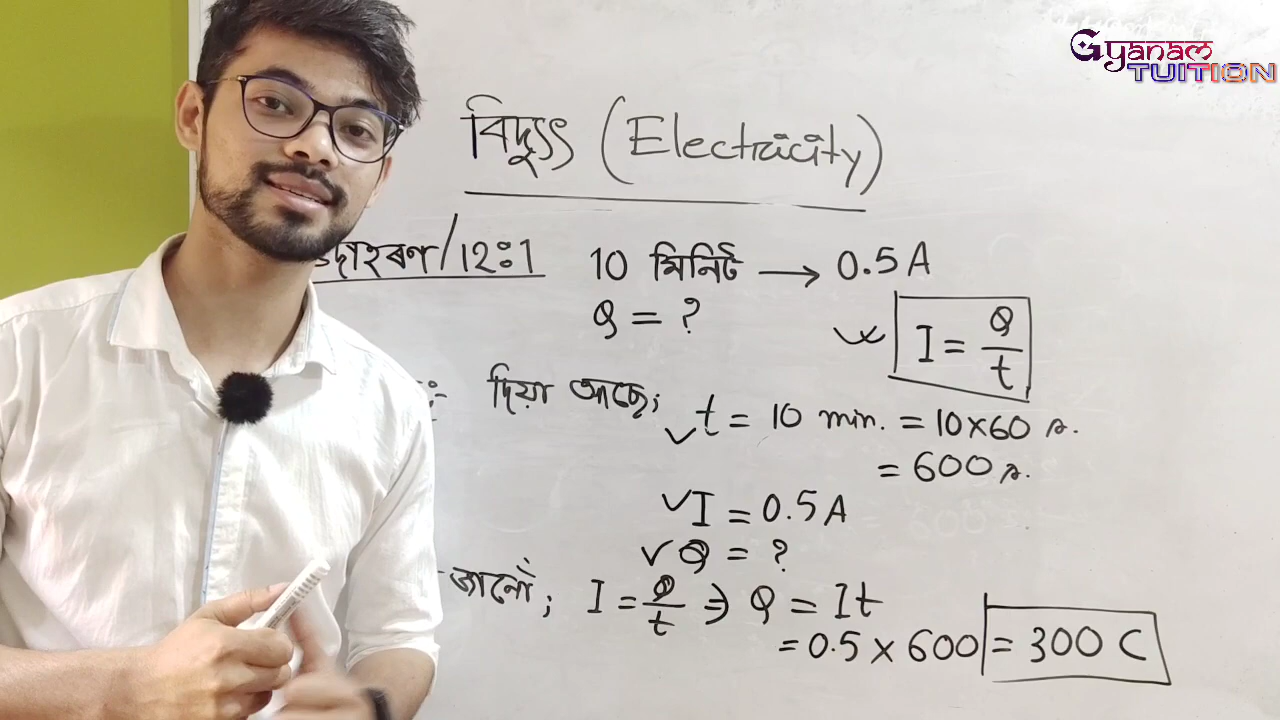 Gyanam
TUITION
বিদ্যুৎ (Electricity)
উদাহৰণ/12:1 10 মিনিট → 0.5 A
Q = ?
I = Q/t
দিয়া আছে, t = 10 min. = 10×60 s.
= 600 s.
I = 0.5 A
Q = ?
জানোঁ, I = Q/t ⇒ Q = It
= 0.5 × 600 = 300 C